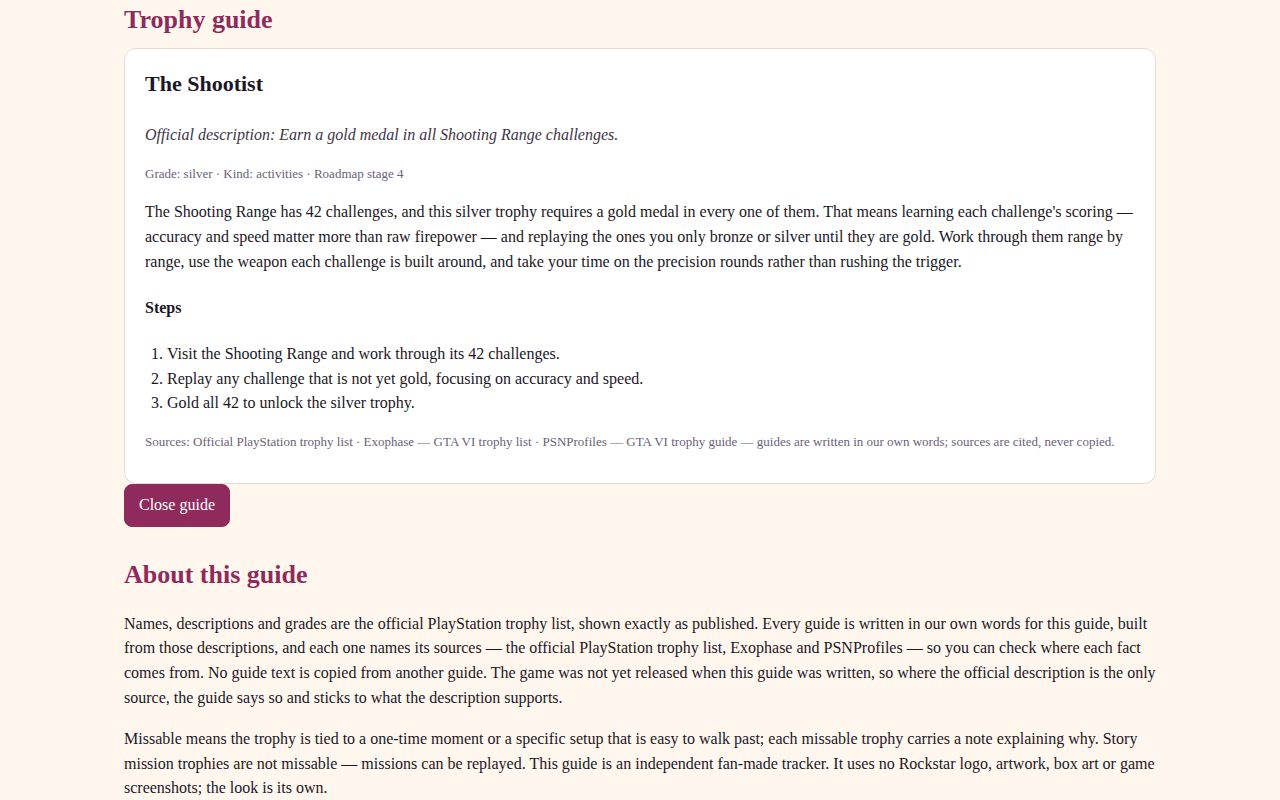 Trophy guide
The Shootist
Official description: Earn a gold medal in all Shooting Range challenges.
Grade: silver · Kind: activities · Roadmap stage 4
The Shooting Range has 42 challenges, and this silver trophy requires a gold medal in every one of them. That means learning each challenge's scoring —
accuracy and speed matter more than raw firepower — and replaying the ones you only bronze or silver until they are gold. Work through them range by
range, use the weapon each challenge is built around, and take your time on the precision rounds rather than rushing the trigger.
Steps
1. Visit the Shooting Range and work through its 42 challenges.
2. Replay any challenge that is not yet gold, focusing on accuracy and speed.
3. Gold all 42 to unlock the silver trophy.
Sources: Official PlayStation trophy list · Exophase — GTA VI trophy list · PSNProfiles — GTA VI trophy guide — guides are written in our own words; sources are cited, never copied.
Close guide
About this guide
Names, descriptions and grades are the official PlayStation trophy list, shown exactly as published. Every guide is written in our own words for this guide, built
from those descriptions, and each one names its sources — the official PlayStation trophy list, Exophase and PSNProfiles — so you can check where each fact
comes from. No guide text is copied from another guide. The game was not yet released when this guide was written, so where the official description is the only
source, the guide says so and sticks to what the description supports.
Missable means the trophy is tied to a one-time moment or a specific setup that is easy to walk past; each missable trophy carries a note explaining why. Story
mission trophies are not missable — missions can be replayed. This guide is an independent fan-made tracker. It uses no Rockstar logo, artwork, box art or game
screenshots; the look is its own.